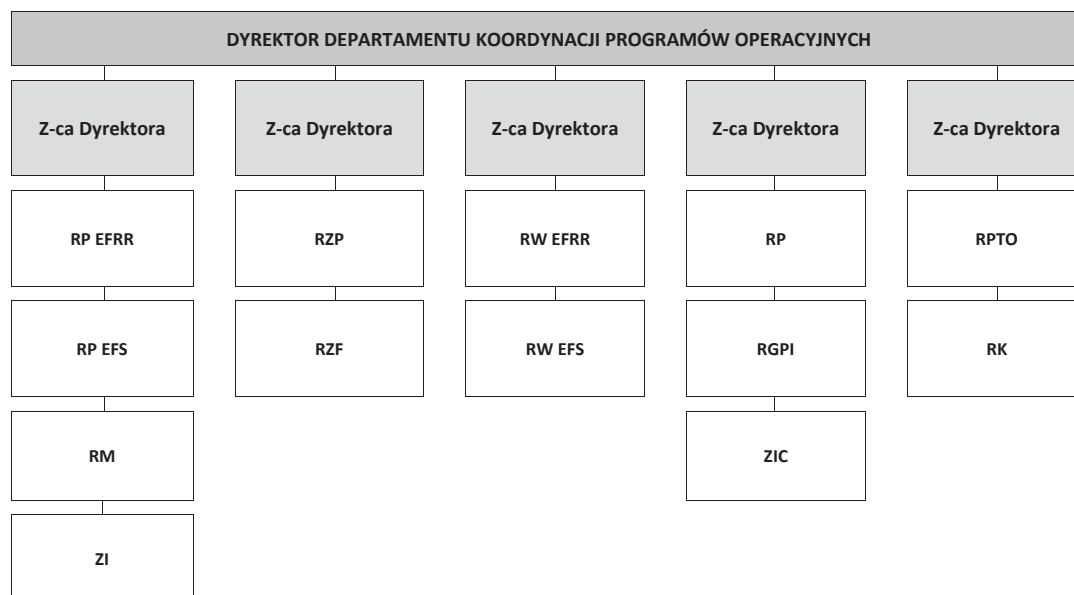 DYREKTOR DEPARTAMENTU KOORDYNACJI PROGRAMÓW OPERACYJNYCH
Z-ca Dyrektora
Z-ca Dyrektora
Z-ca Dyrektora
Z-ca Dyrektora
Z-ca Dyrektora
RP EFRR
RZP
RW EFRR
RP
RPTO
RP EFS
RZF
RW EFS
RGPI
RK
RM
ZIC
ZI